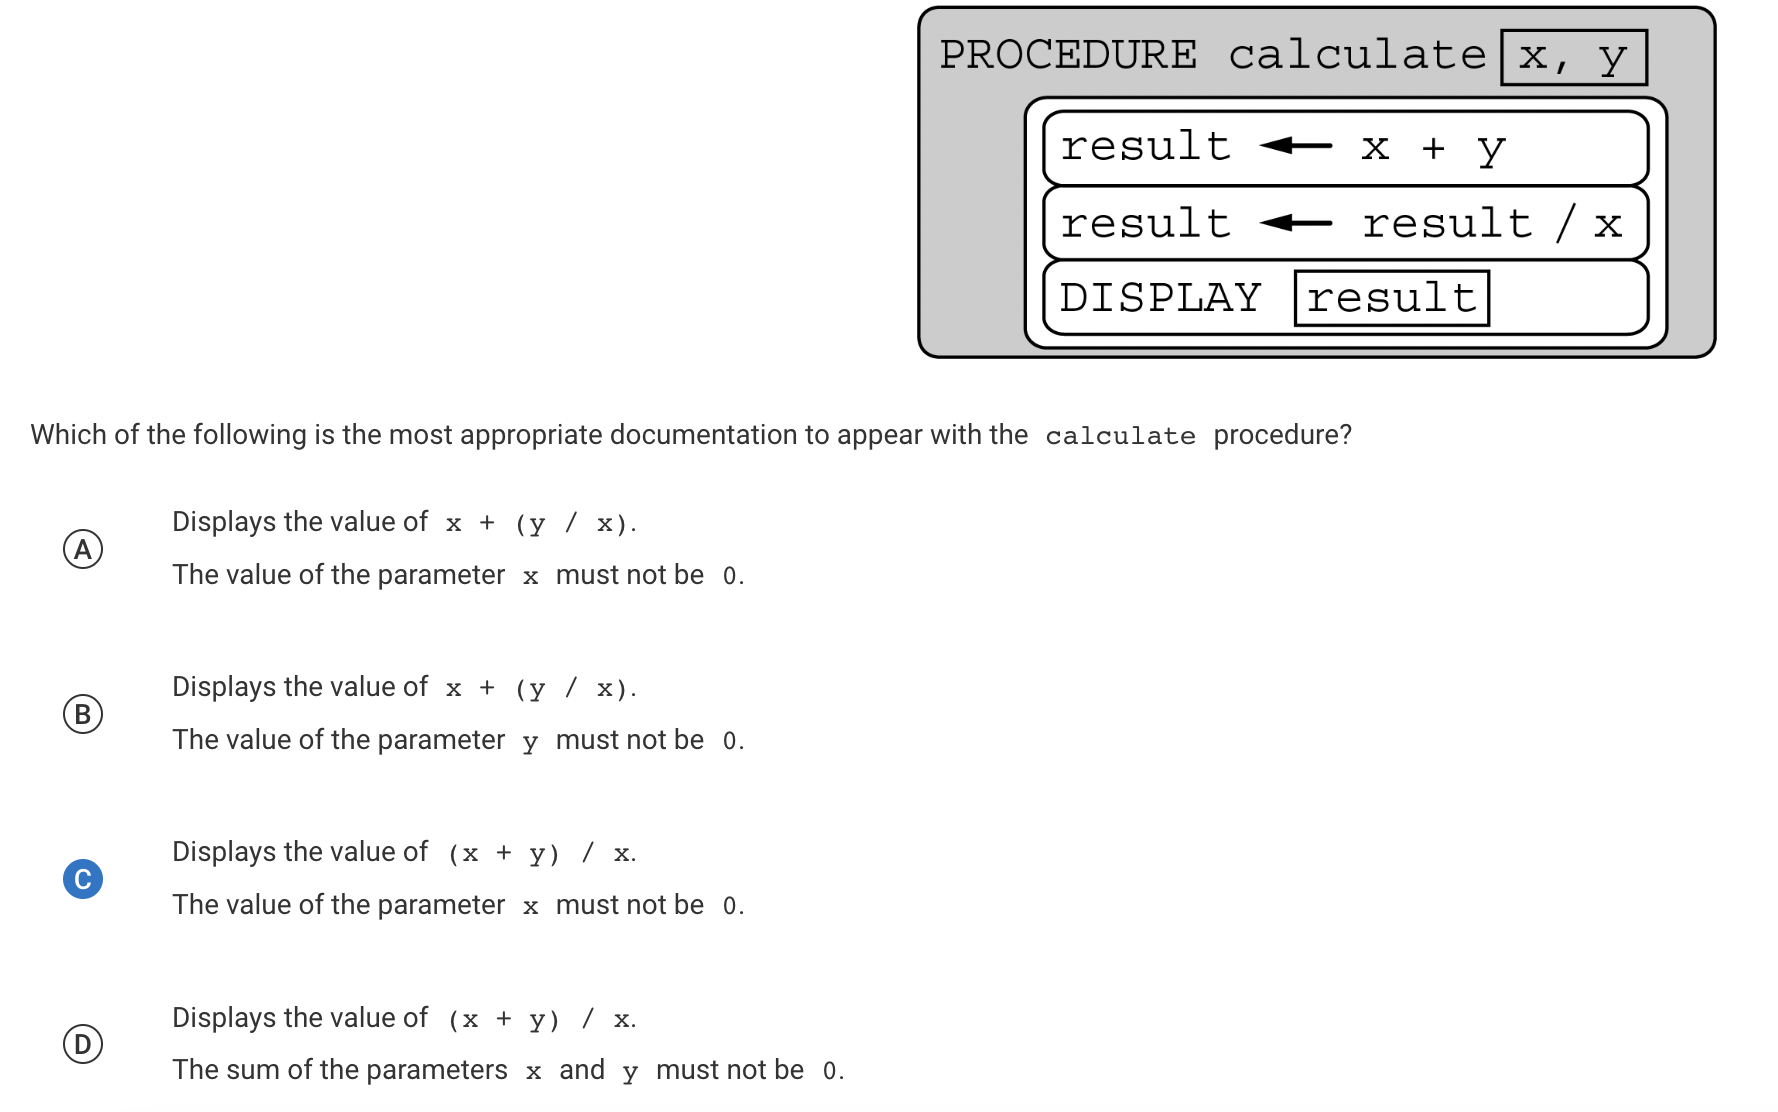 PROCEDURE calculate x, y
result ← x + y
result ← result / x
DISPLAY result
Which of the following is the most appropriate documentation to appear with the calculate procedure?
A
Displays the value of x + (y / x).
The value of the parameter x must not be 0.
B
Displays the value of x + (y / x).
The value of the parameter y must not be 0.
C
Displays the value of (x + y) / x.
The value of the parameter x must not be 0.
D
Displays the value of (x + y) / x.
The sum of the parameters x and y must not be 0.